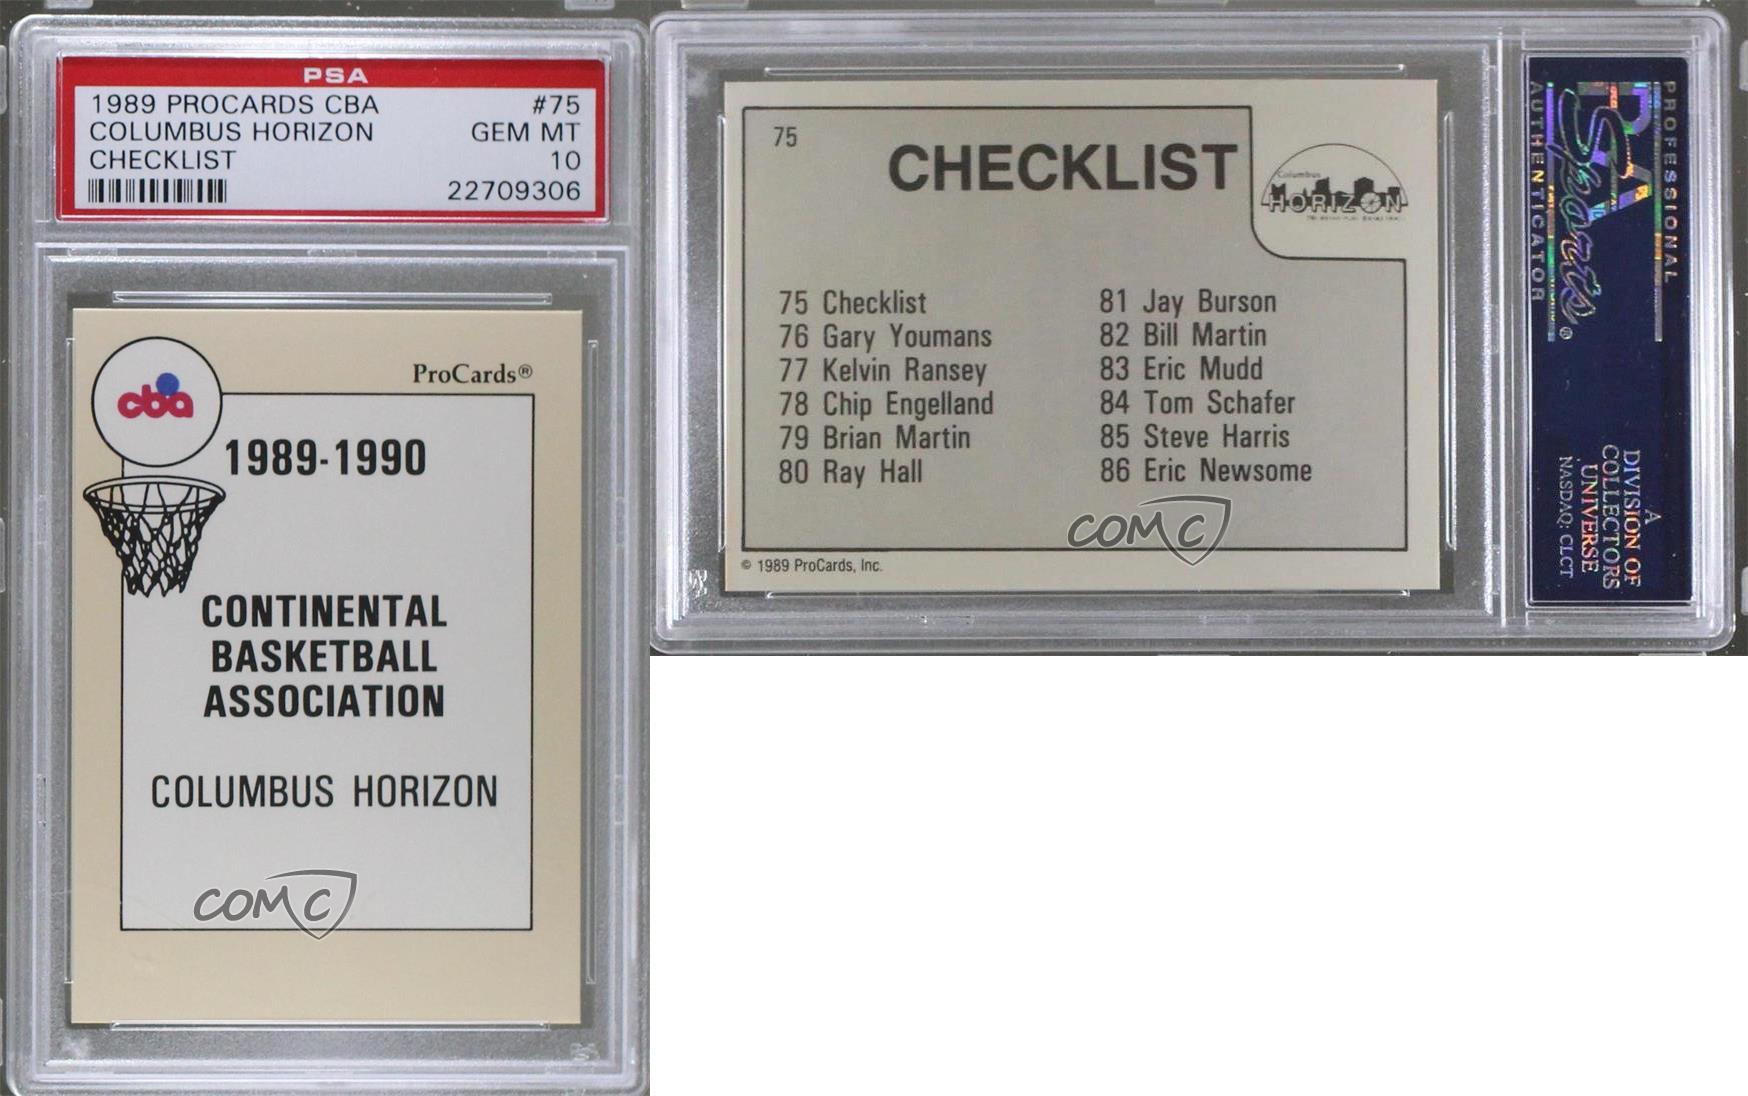 PSA
1989 PROCARDS CBA #75
COLUMBUS HORIZON GEM MT
CHECKLIST 10
22709306
cba
ProCards®
1989-1990
CONTINENTAL
BASKETBALL
ASSOCIATION
COLUMBUS HORIZON
COMC
75
CHECKLIST
Columbus
HORIZON
75 Checklist
76 Gary Youmans
77 Kelvin Ransey
78 Chip Engelland
79 Brian Martin
80 Ray Hall
81 Jay Burson
82 Bill Martin
83 Eric Mudd
84 Tom Schafer
85 Steve Harris
86 Eric Newsome
COMC
© 1989 ProCards, Inc.
PROFESSIONAL
PSA
Sports®
AUTHENTICATOR
A
DIVISION OF
COLLECTORS
UNIVERSE
NASDAQ: CLCT